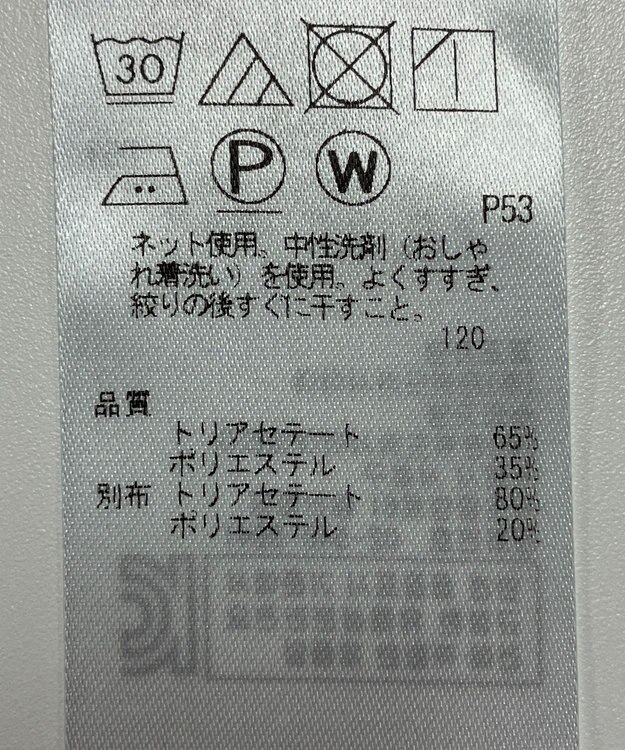 30
P W
P53
ネット使用。中性洗剤（おしゃ
れ着洗い）を使用。よくすすぎ、
絞りの後すぐに干すこと。
120
品質
トリアセテート 65%
ポリエステル 35%
別布 トリアセテート 80%
ポリエステル 20%